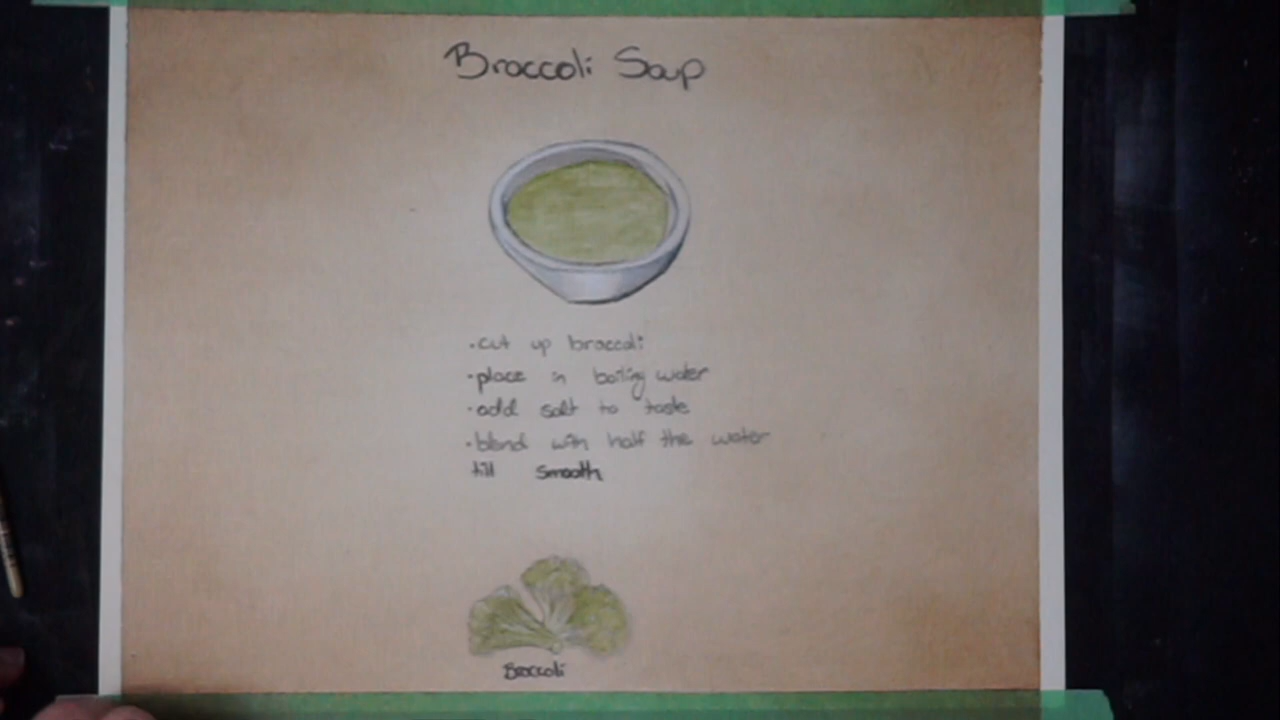 Broccoli Soup
.cut up broccoli
.place in boiling water
.add salt to taste
.blend with half the water
till smooth
Broccoli